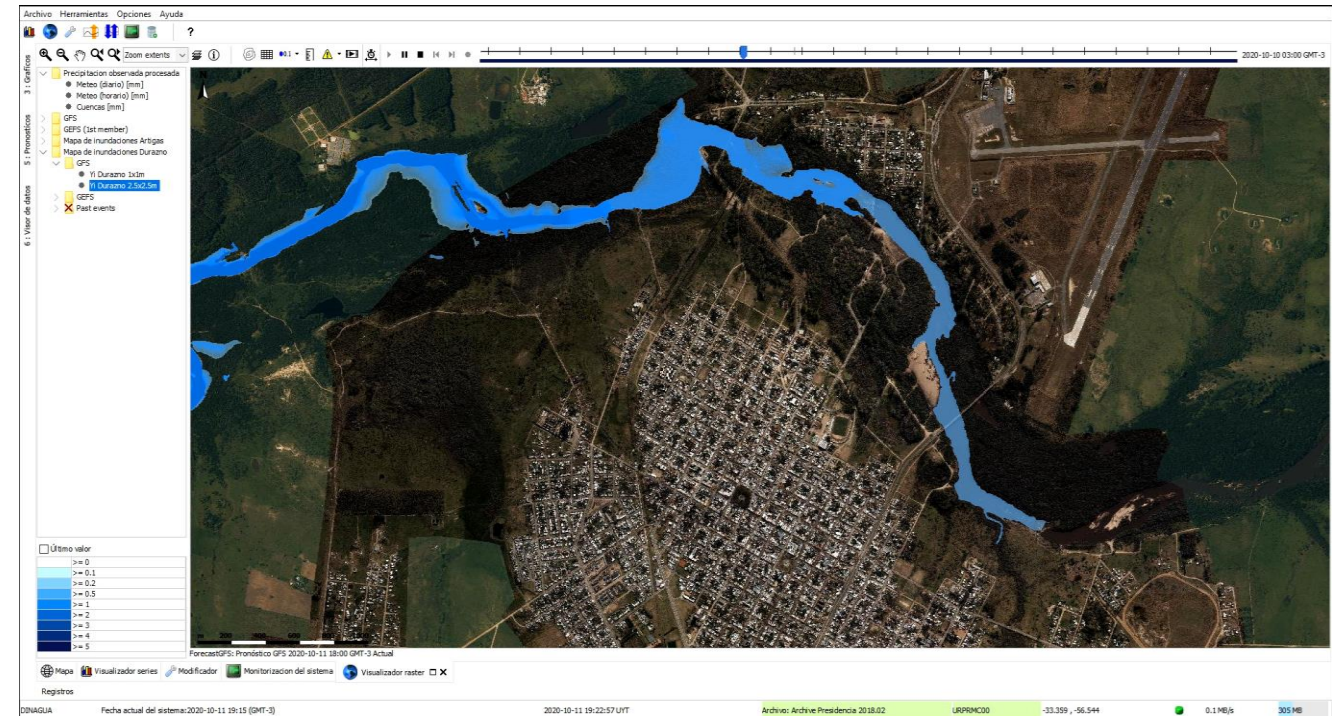 Archivo Herramientas Opciones Ayuda
?
Zoom extents
0.1
2020-10-10 03:00 GMT-3
3 : Graficos
5 : Pronosticos
6 : Visor de datos
Precipitacion observada procesada
Meteo (diario) [mm]
Meteo (horario) [mm]
Cuencas [mm]
GFS
GEFS (1st member)
Mapa de inundaciones Artigas
Mapa de inundaciones Durazno
GFS
Yi Durazno 1x1m
Yi Durazno 2.5x2.5m
GEFS
Past events
Último valor
>= 0
>= 0.1
>= 0.2
>= 0.5
>= 1
>= 2
>= 3
>= 4
>= 5
N
m 200 400 600
ForecastGFS: Pronóstico GFS 2020-10-11 18:00 GMT-3 Actual
Mapa Visualizador series Modificador Monitorizacion del sistema Visualizador raster
Registros
DINAGUA Fecha actual del sistema:2020-10-11 19:15 (GMT-3) 2020-10-11 19:22:57 UYT Archivo: Archive Presidencia 2018.02 URPRMC00 -33.359 , -56.544 0.1 MB/s 305 MB